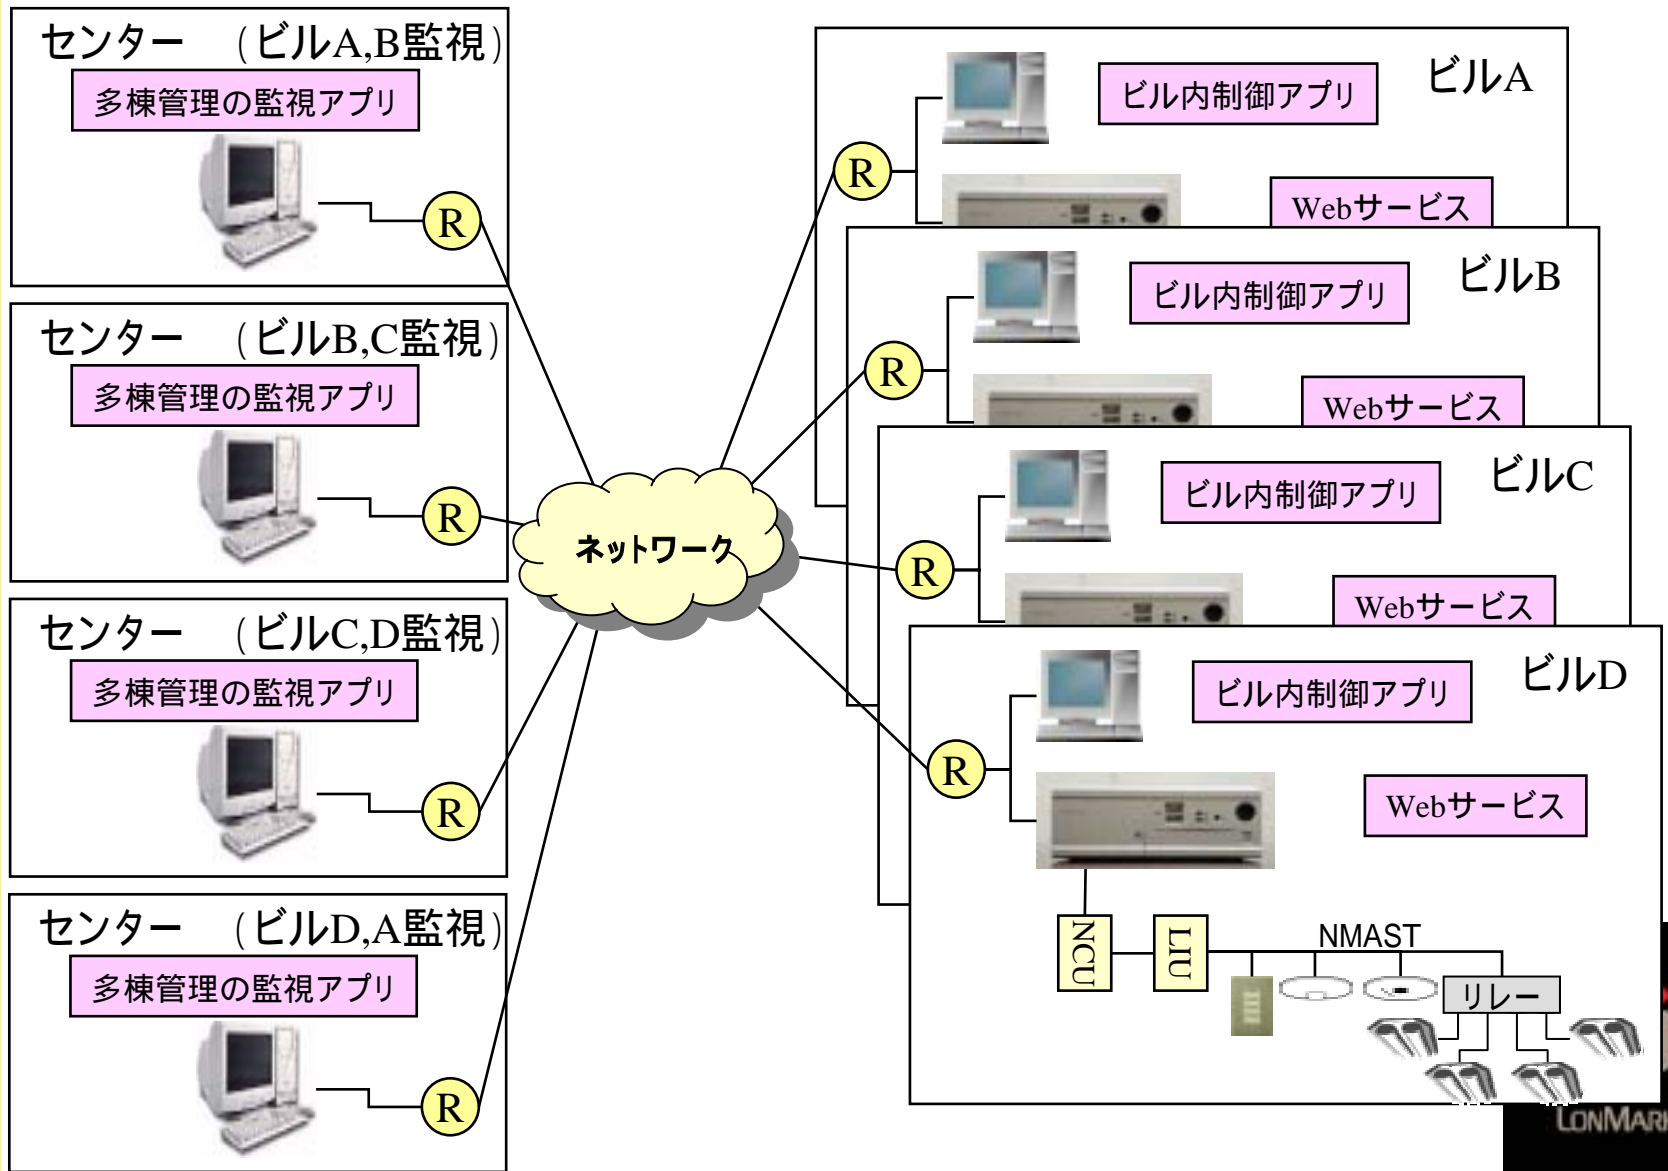 センター （ビルA,B監視）
多棟管理の監視アプリ
R
センター （ビルB,C監視）
多棟管理の監視アプリ
R
センター （ビルC,D監視）
多棟管理の監視アプリ
R
センター （ビルD,A監視）
多棟管理の監視アプリ
R
ネットワーク
ビルA
ビル内制御アプリ
R
Webサービス
ビルB
ビル内制御アプリ
R
Webサービス
ビルC
ビル内制御アプリ
R
Webサービス
ビルD
ビル内制御アプリ
R
Webサービス
NCU
LIU
NMAST
リレー
LONMARK